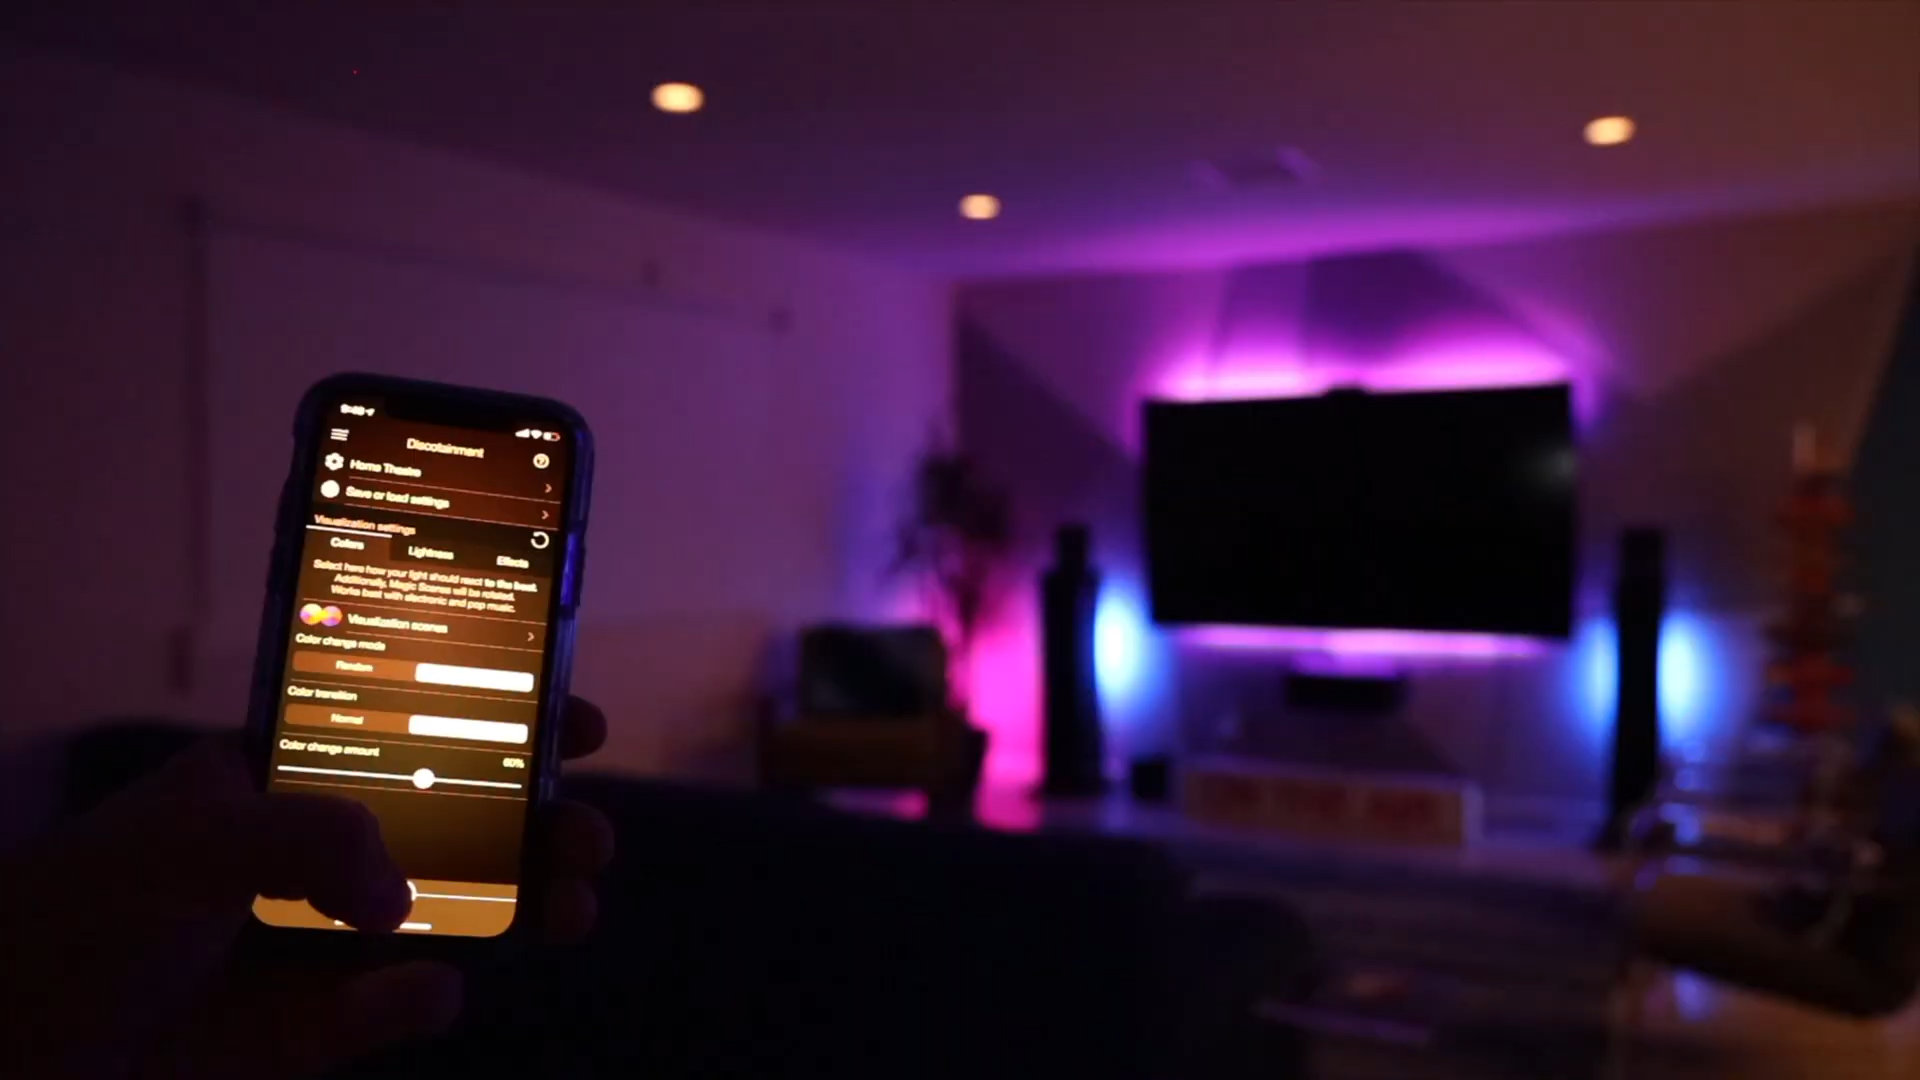 Discotainment
Home Theatre
Save or load settings
Visualization settings
Colors
Lightness
Effects
Select here how your light should react to the beat.
Additionally, Magic Scenes will be rotated.
Works best with electronic and pop music.
Visualization scenes
Color change mode
Random
Color transition
Normal
Color change amount
60%